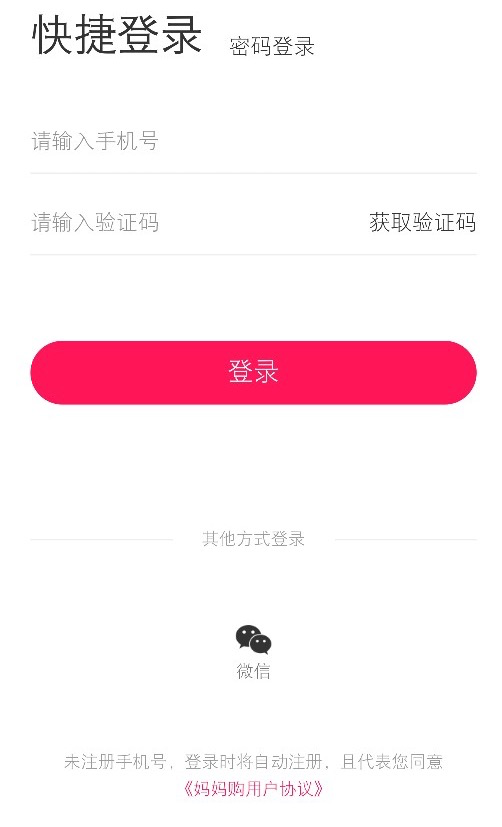 快捷登录 密码登录
请输入手机号
请输入验证码 获取验证码
登录
其他方式登录
微信
未注册手机号，登录时将自动注册，且代表您同意
《妈妈购用户协议》